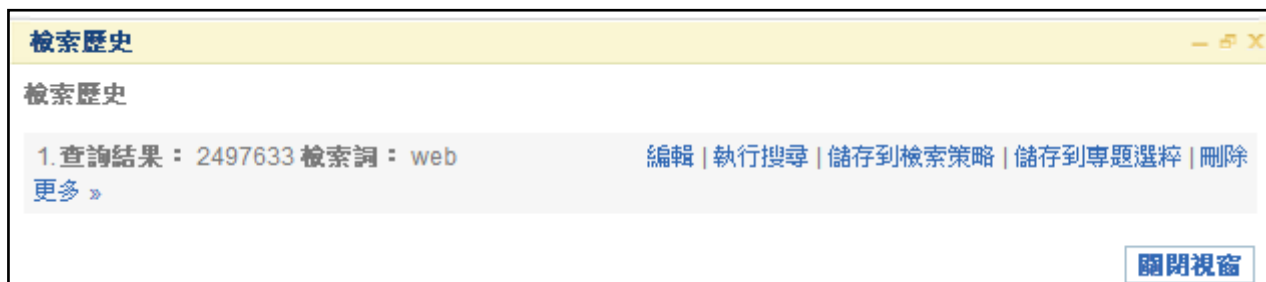 檢索歷史
檢索歷史
1.查詢結果： 2497633 檢索詞： web 編輯 | 執行搜尋 | 儲存到檢索策略 | 儲存到專題選粹 | 刪除
更多 »
關閉視窗